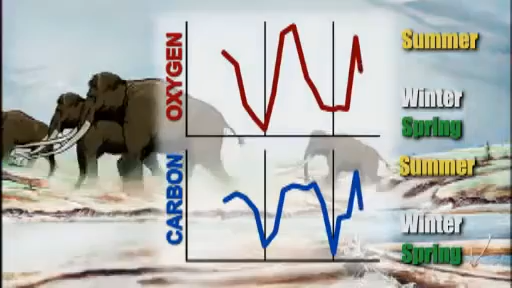 OXYGEN
Summer
Winter
Spring
CARBON
Summer
Winter
Spring